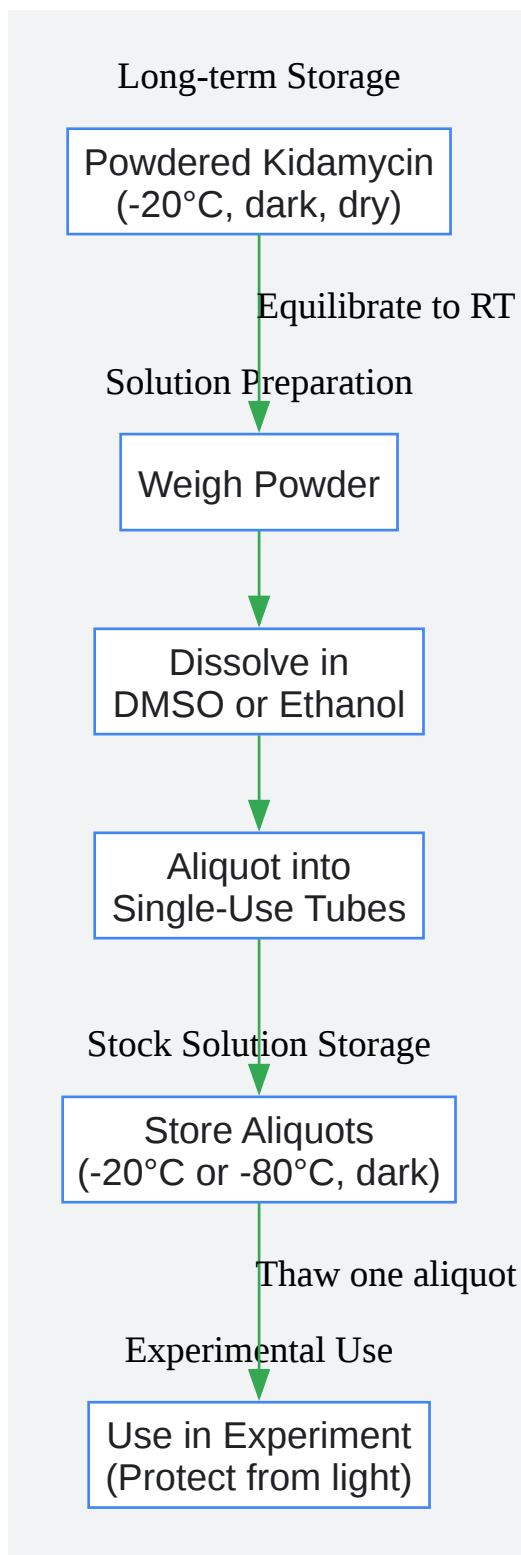 Long-term Storage
Powdered Kidamycin
(-20°C, dark, dry)
Equilibrate to RT
Solution Preparation
Weigh Powder
Dissolve in
DMSO or Ethanol
Aliquot into
Single-Use Tubes
Stock Solution Storage
Store Aliquots
(-20°C or -80°C, dark)
Thaw one aliquot
Experimental Use
Use in Experiment
(Protect from light)